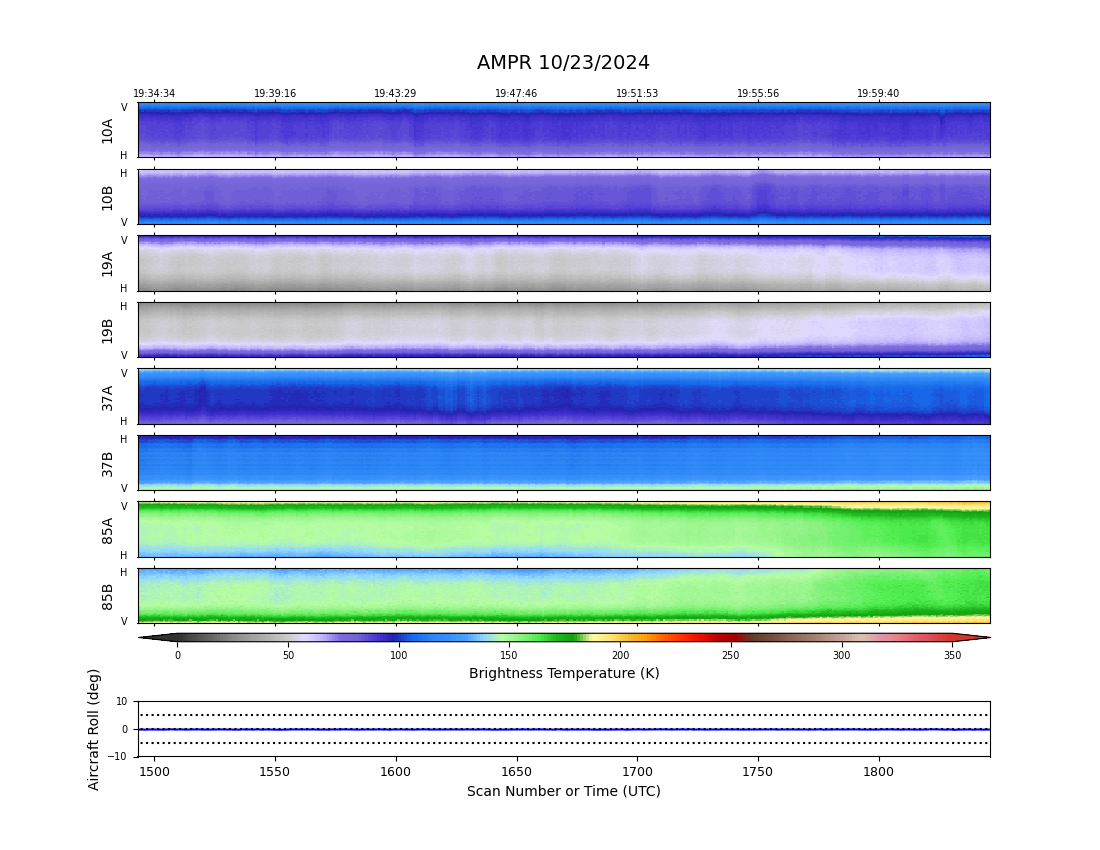 AMPR 10/23/2024
19:34:34 19:39:16 19:43:29 19:47:46 19:51:53 19:55:56 19:59:40
V
10A
H
H
10B
V
V
19A
H
H
19B
V
V
37A
H
H
37B
V
V
85A
H
H
85B
V
0 50 100 150 200 250 300 350
Brightness Temperature (K)
10
0
−10
Aircraft Roll (deg)
1500 1550 1600 1650 1700 1750 1800
Scan Number or Time (UTC)